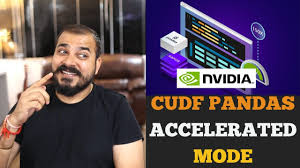 NVIDIA
CUDF PANDAS
ACCELERATED
MODE